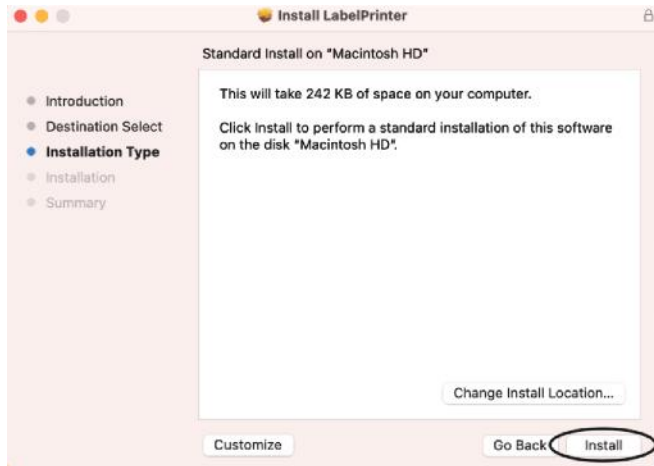 Install LabelPrinter
Standard Install on "Macintosh HD"
Introduction
Destination Select
Installation Type
Installation
Summary
This will take 242 KB of space on your computer.
Click Install to perform a standard installation of this software
on the disk "Macintosh HD".
Change Install Location...
Customize
Go Back
Install